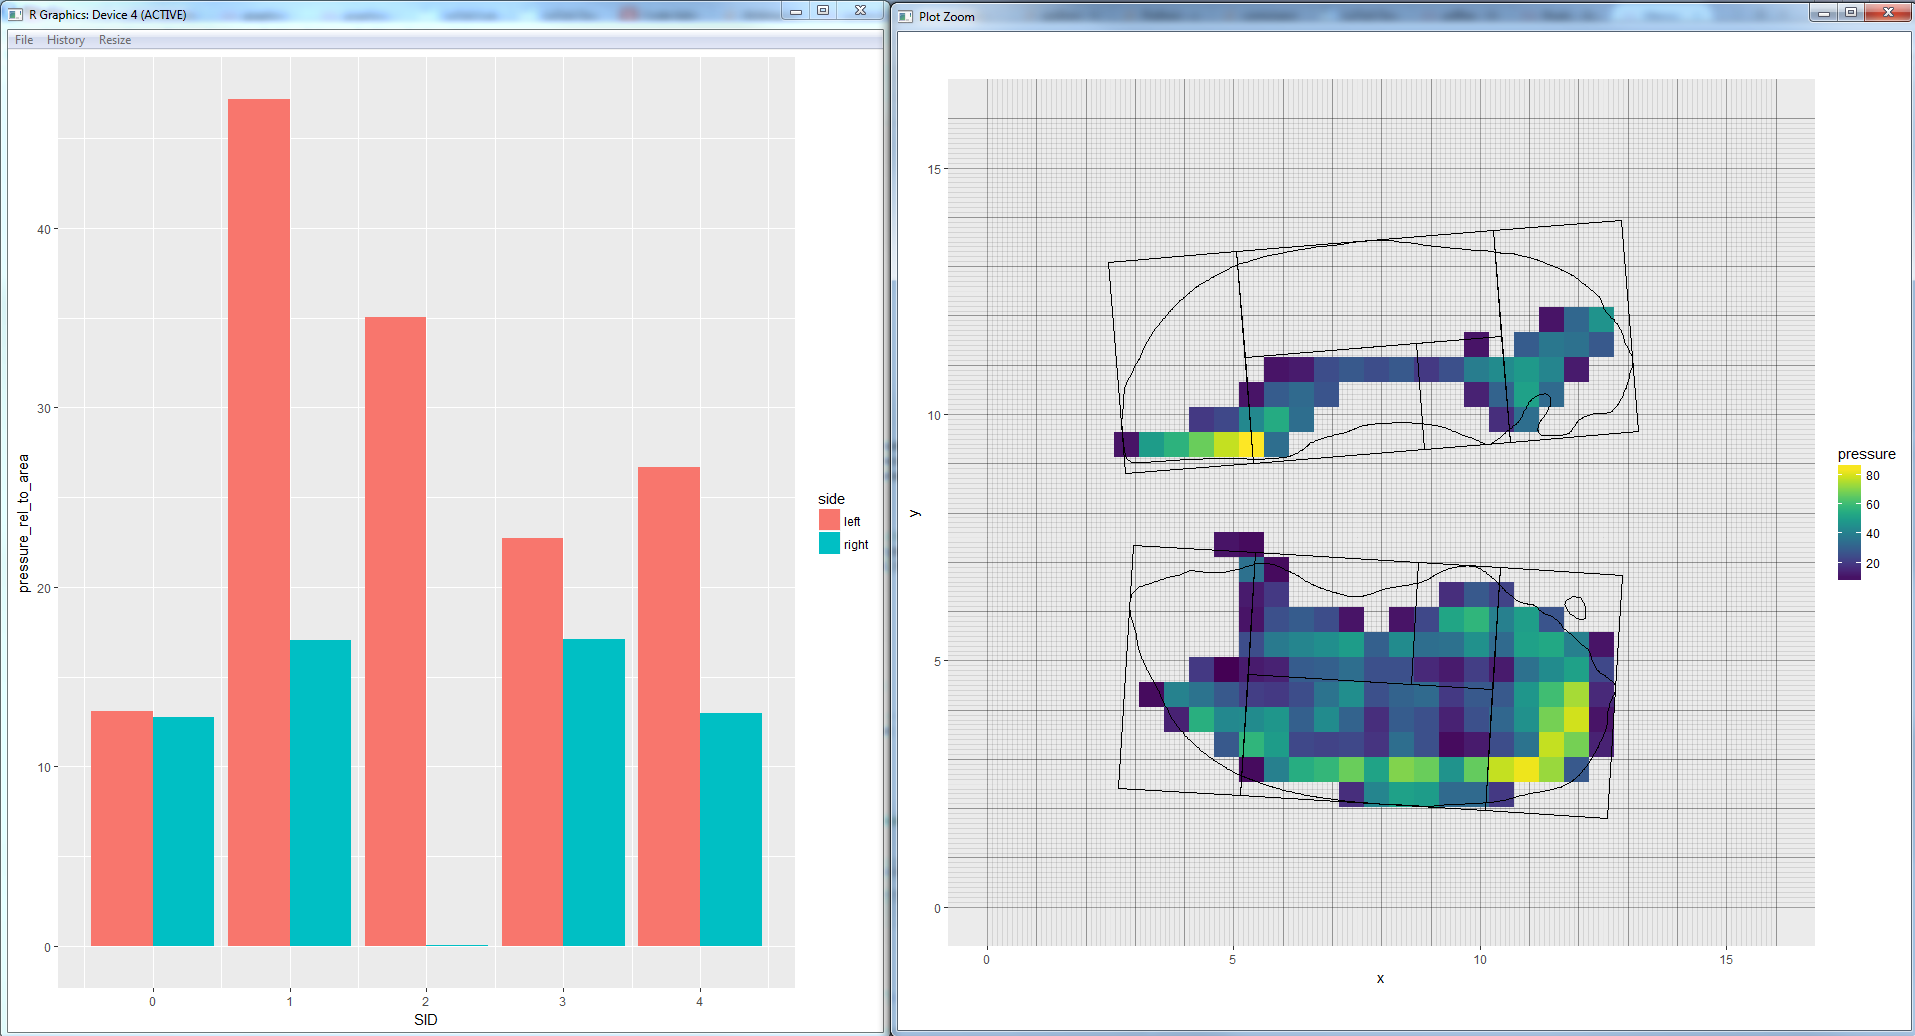 R Graphics: Device 4 (ACTIVE)
File History Resize
pressure_rel_to_area
40
30
20
10
0
0 1 2 3 4
SID
side
left
right
Plot Zoom
y
15
10
5
0
0 5 10 15
x
pressure
80
60
40
20